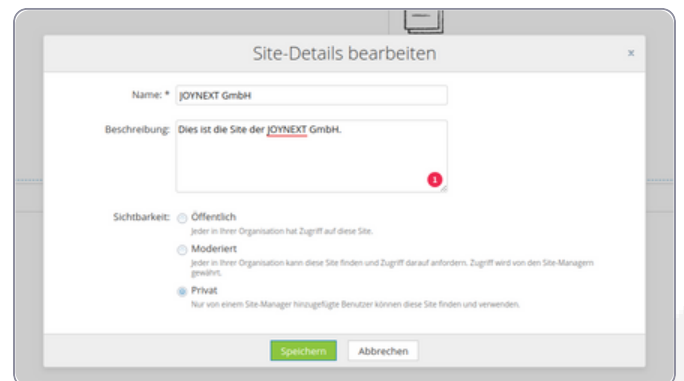 Site-Details bearbeiten
x
Name: *
JOYNEXT GmbH
Beschreibung:
Dies ist die Site der JOYNEXT GmbH.
1
Sichtbarkeit:
Öffentlich
Jeder in Ihrer Organisation hat Zugriff auf diese Site.
Moderiert
Jeder in Ihrer Organisation kann diese Site finden und Zugriff darauf anfordern. Zugriff wird von den Site-Managern
gewährt.
Privat
Nur von einem Site-Manager hinzugefügte Benutzer können diese Site finden und verwenden.
Speichern
Abbrechen